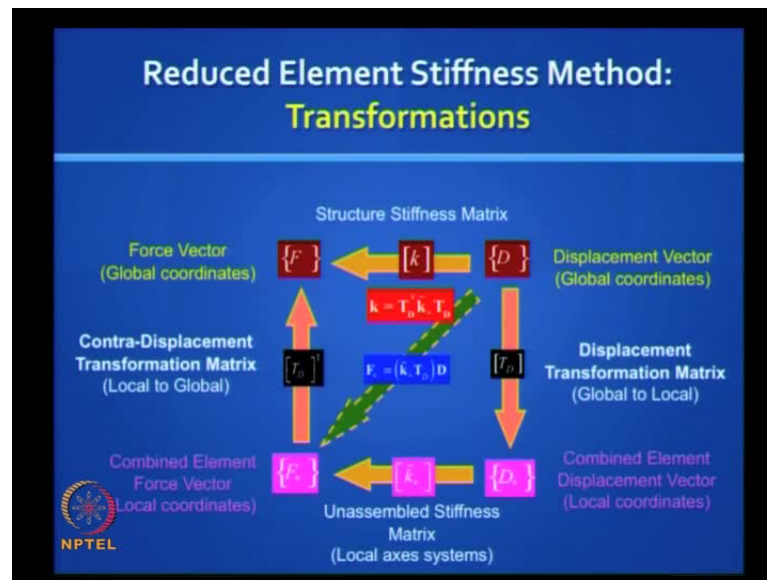 Reduced Element Stiffness Method:
Transformations
Structure Stiffness Matrix
Force Vector
(Global coordinates)
{F }
[k]
{D }
Displacement Vector
(Global coordinates)
k = T_D^T k̃_* T_D
Contra-Displacement
Transformation Matrix
(Local to Global)
[T_D]^T
F_* = (k̃_* T_D) D
[T_D]
Displacement
Transformation Matrix
(Global to Local)
Combined Element
Force Vector
(Local coordinates)
{F_*}
[k̃_*]
{D_*}
Combined Element
Displacement Vector
(Local coordinates)
Unassembled Stiffness
Matrix
(Local axes systems)
NPTEL